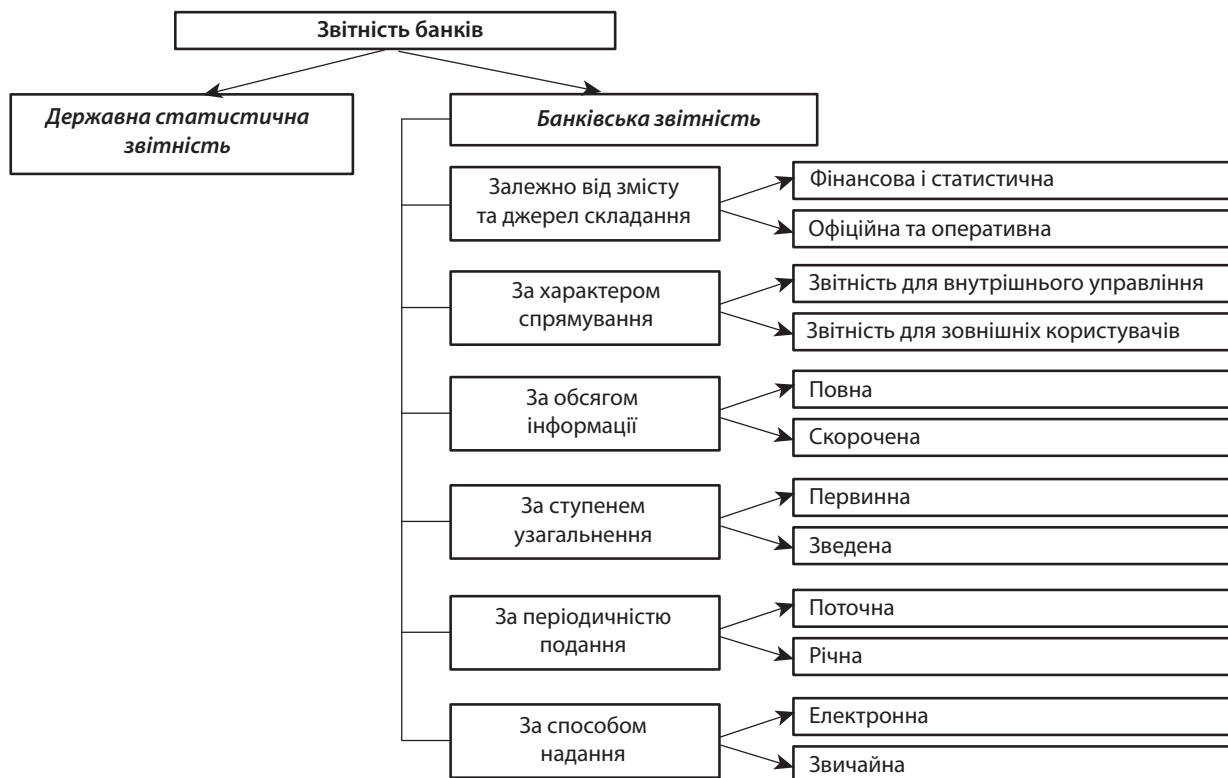 Звітність банків
Державна статистична
звітність
Банківська звітність
Залежно від змісту
та джерел складання
Фінансова і статистична
Офіційна та оперативна
За характером
спрямування
Звітність для внутрішнього управління
Звітність для зовнішніх користувачів
За обсягом
інформації
Повна
Скорочена
За ступенем
узагальнення
Первинна
Зведена
За періодичністю
подання
Поточна
Річна
За способом
надання
Електронна
Звичайна